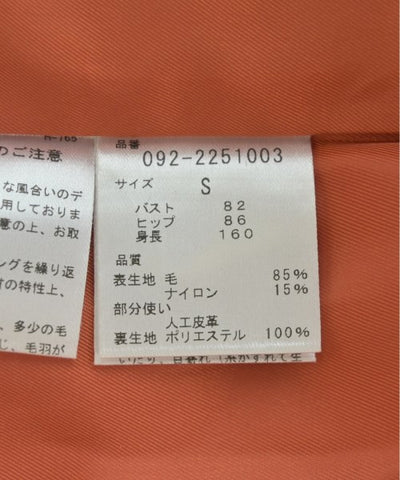 R-765
のご注意
な風合いのデ
用しておりま
意の上、お取
ングを繰り返
材の特性上、
、多少の毛
じ、毛羽が
品番
092-2251003
サイズ S
バスト 82
ヒップ 86
身長 160
品質
表生地 毛 85%
ナイロン 15%
部分使い
人工皮革
裏生地 ポリエステル 100%